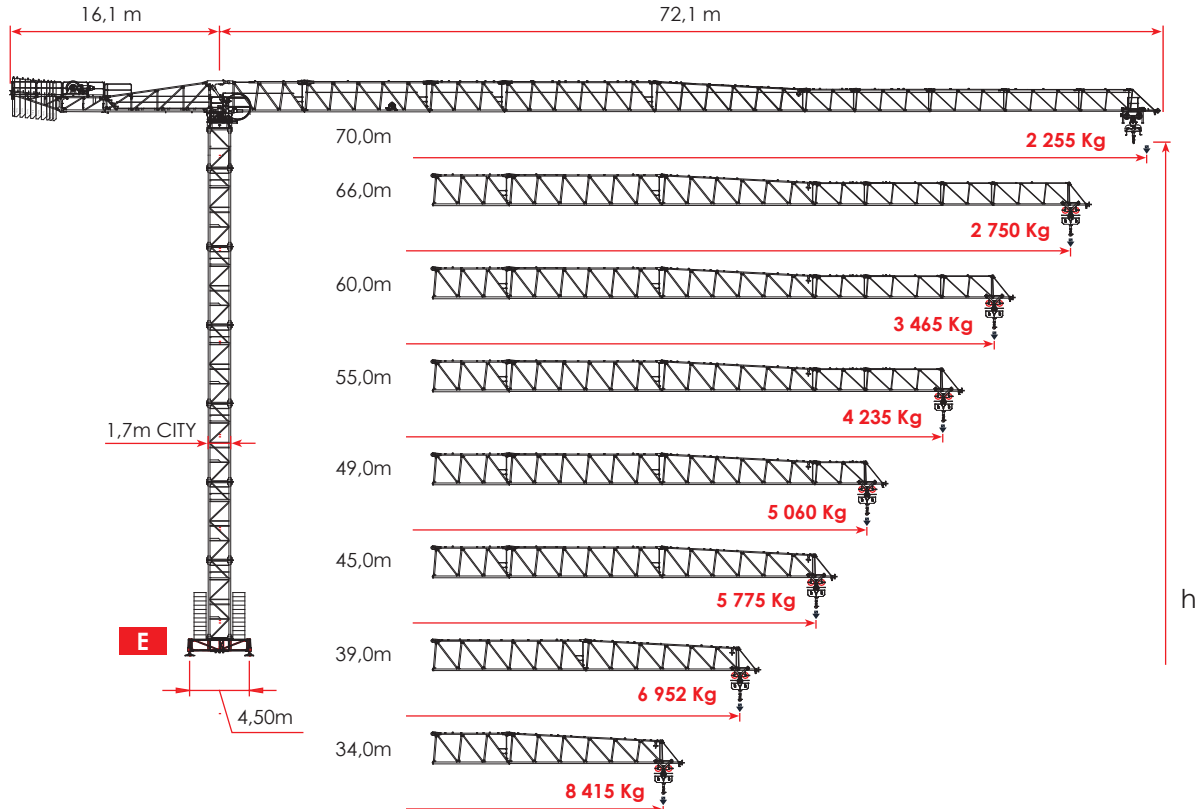 16,1 m
72,1 m
70,0m
2 255 Kg
66,0m
2 750 Kg
60,0m
3 465 Kg
55,0m
4 235 Kg
1,7m CITY
49,0m
5 060 Kg
45,0m
5 775 Kg
h
E
39,0m
6 952 Kg
4,50m
34,0m
8 415 Kg